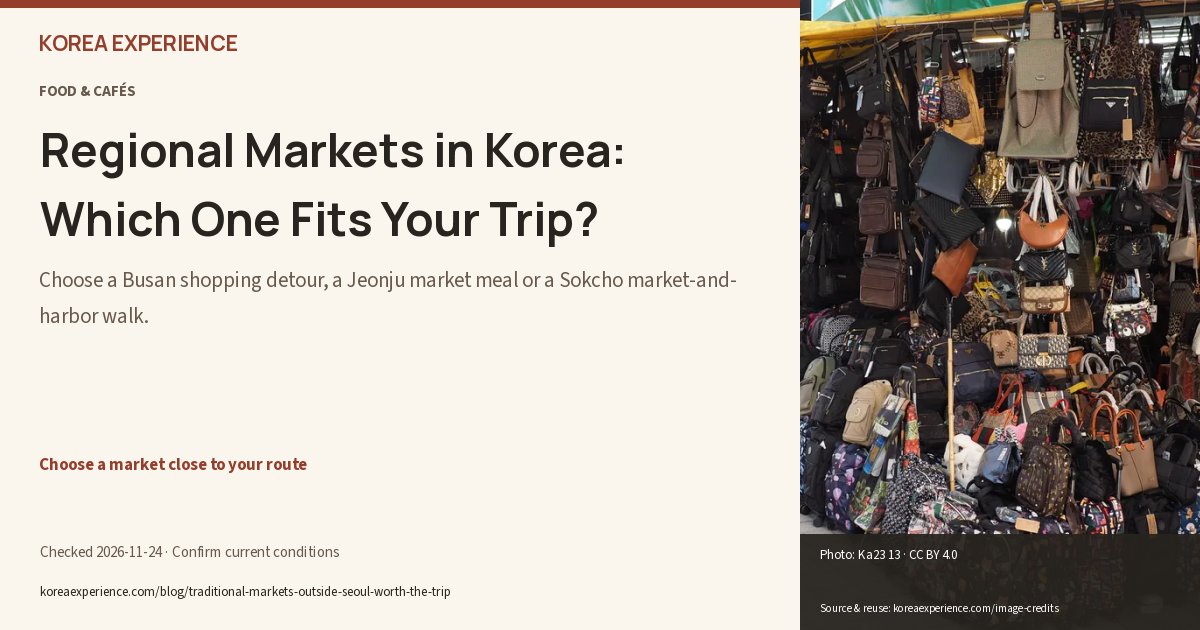 KOREA EXPERIENCE
FOOD & CAFÉS
Regional Markets in Korea:
Which One Fits Your Trip?
Choose a Busan shopping detour, a Jeonju market meal or a Sokcho market-and-
harbor walk.
Choose a market close to your route
Checked 2026-11-24 · Confirm current conditions
koreaexperience.com/blog/traditional-markets-outside-seoul-worth-the-trip
Photo: Ka23 13 · CC BY 4.0
Source & reuse: koreaexperience.com/image-credits